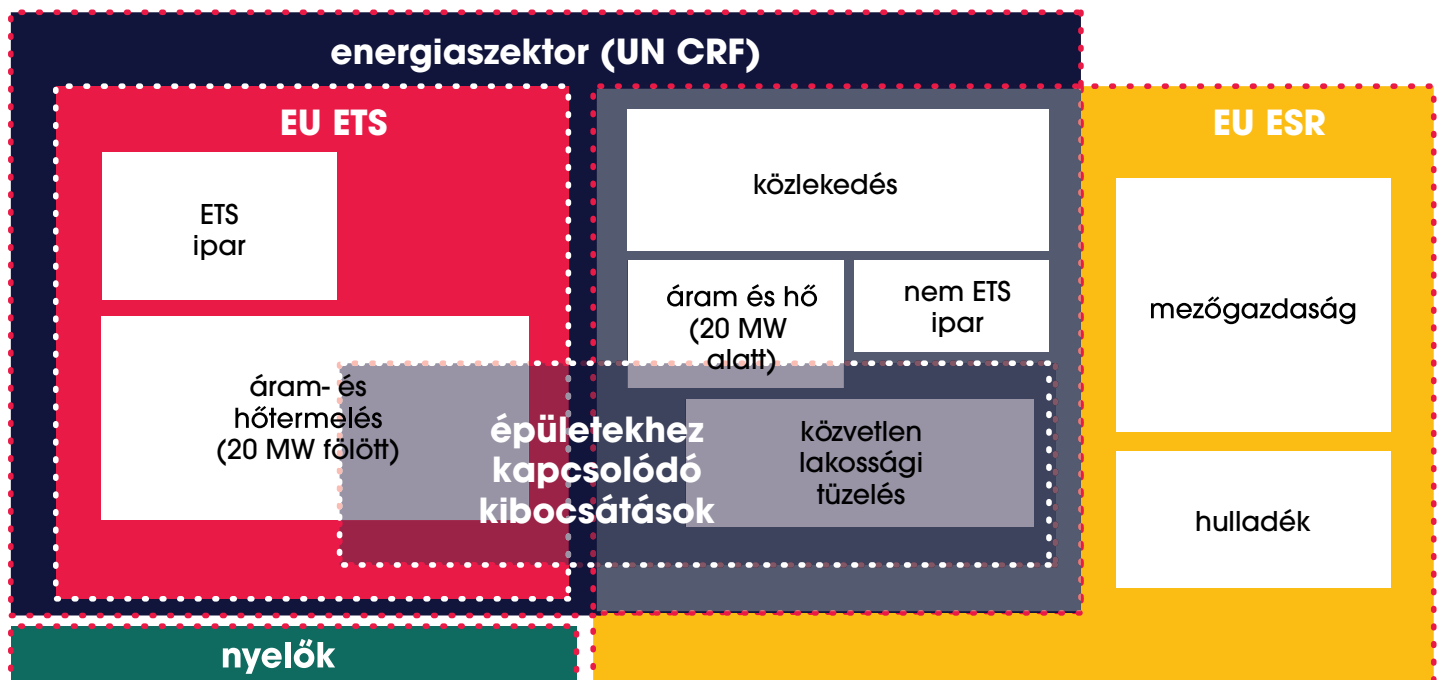 energiaszektor (UN CRF)
EU ETS
ETS
ipar
áram- és
hőtermelés
(20 MW fölött)
közlekedés
áram és hő
(20 MW
alatt)
nem ETS
ipar
épületekhez
kapcsolódó
kibocsátások
közvetlen
lakossági
tüzelés
EU ESR
mezőgazdaság
hulladék
nyelők